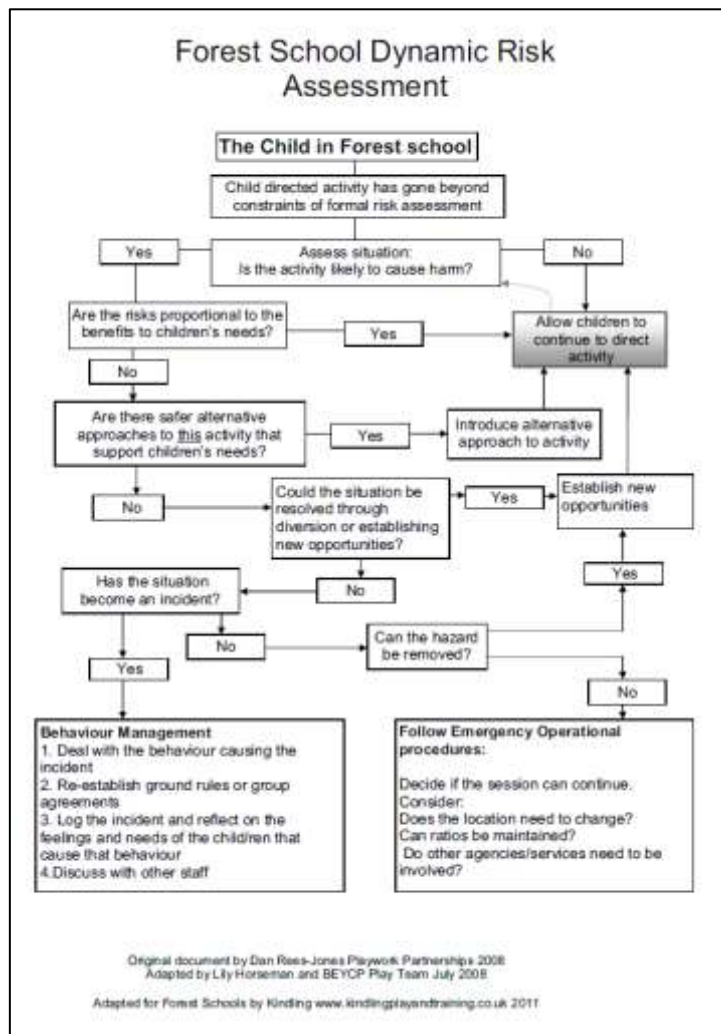 Forest School Dynamic Risk
Assessment
The Child in Forest school
Child directed activity has gone beyond
constraints of formal risk assessment
Yes
Assess situation:
Is the activity likely to cause harm?
No
Are the risks proportional to the
benefits to children's needs?
Yes
Allow children to
continue to direct
activity
No
Are there safer alternative
approaches to this activity that
support children's needs?
Yes
Introduce alternative
approach to activity
No
Could the situation be
resolved through
diversion or establishing
new opportunities?
Yes
Establish new
opportunities
No
Has the situation
become an incident?
Yes
No
Can the hazard
be removed?
Yes
No
Behaviour Management
1. Deal with the behaviour causing the
incident
2. Re-establish ground rules or group
agreements
3. Log the incident and reflect on the
feelings and needs of the child/ren that
cause that behaviour
4.Discuss with other staff
Follow Emergency Operational
procedures:
Decide if the session can continue.
Consider:
Does the location need to change?
Can ratios be maintained?
Do other agencies/services need to be
involved?
Original document by Dan Rees-Jones Playwork Partnerships 2008
Adapted by Lily Horseman and BEYCP Play Team July 2008
Adapted for Forest Schools by Kindling www.kindlingplayandtraining.co.uk 2011